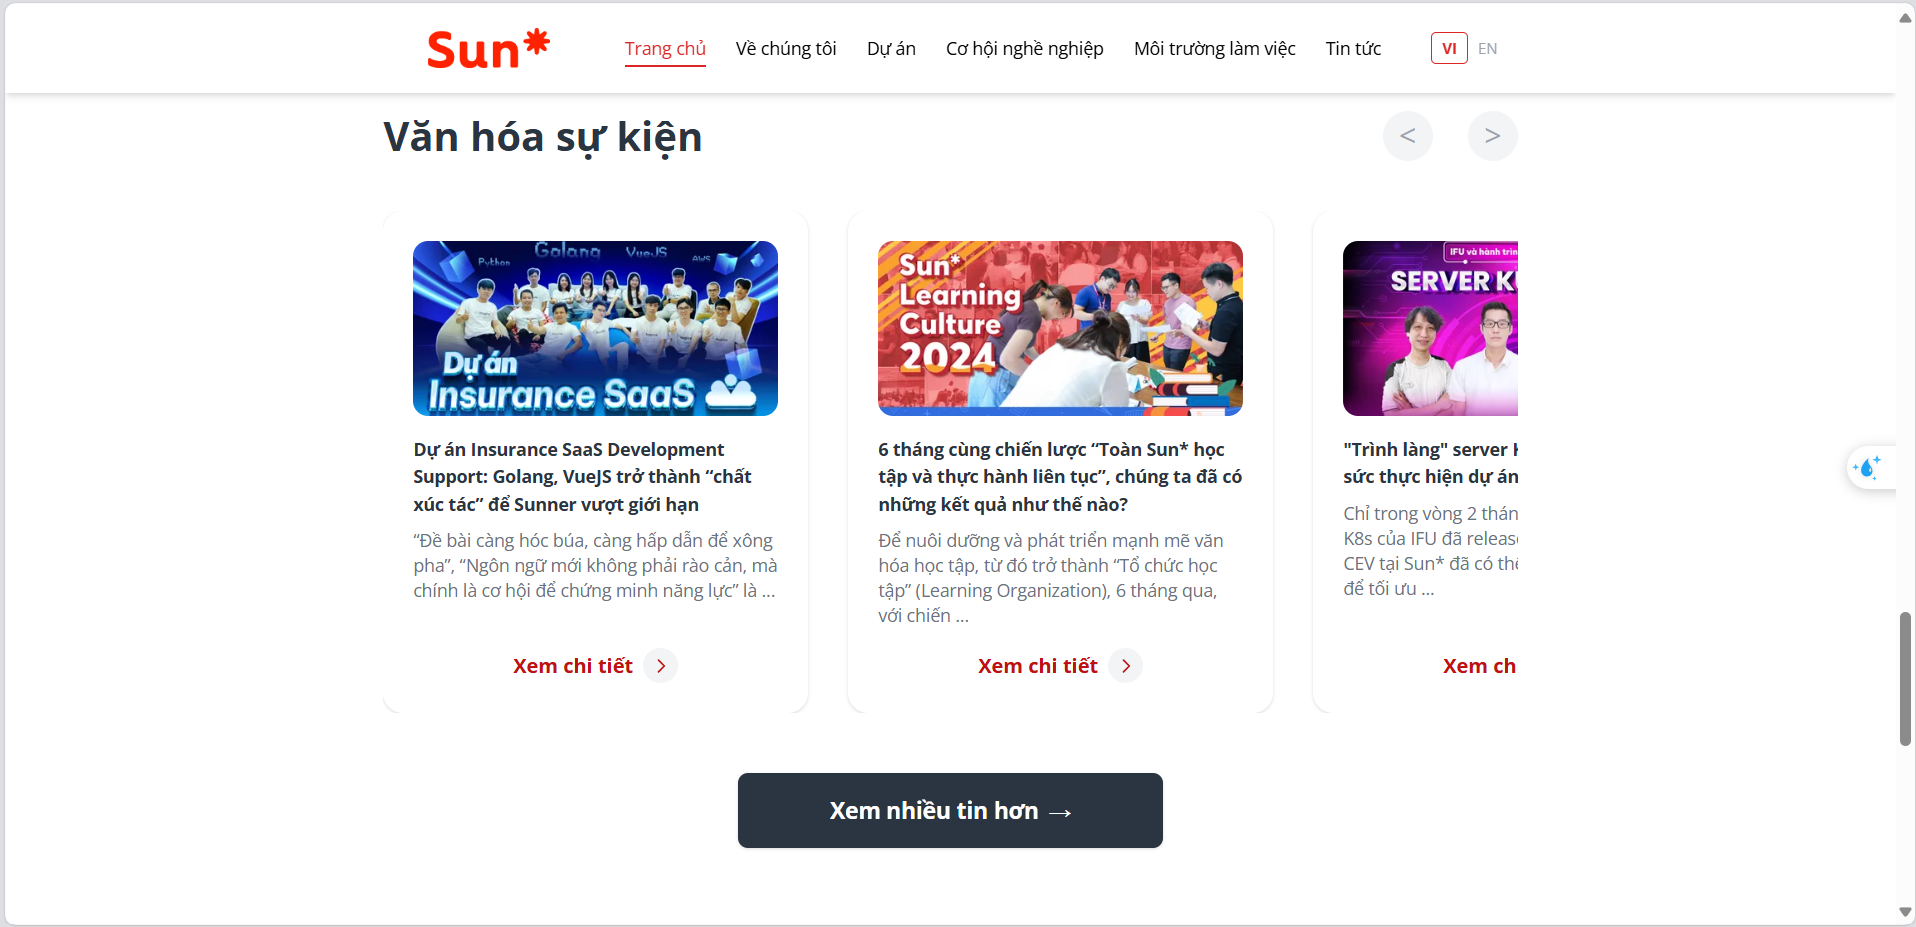 Sun*
Trang chủ
Về chúng tôi
Dự án
Cơ hội nghề nghiệp
Môi trường làm việc
Tin tức
VI
EN
Văn hóa sự kiện
<
>
Python
Golang
VueJS
AWS
Dự án
Insurance SaaS
Dự án Insurance SaaS Development
Support: Golang, VueJS trở thành “chất
xúc tác” để Sunner vượt giới hạn
“Đề bài càng hóc búa, càng hấp dẫn để xông
pha”, “Ngôn ngữ mới không phải rào cản, mà
chính là cơ hội để chứng minh năng lực” là ...
Xem chi tiết
Sun*
Learning
Culture
2024
6 tháng cùng chiến lược “Toàn Sun* học
tập và thực hành liên tục”, chúng ta đã có
những kết quả như thế nào?
Để nuôi dưỡng và phát triển mạnh mẽ văn
hóa học tập, từ đó trở thành “Tổ chức học
tập” (Learning Organization), 6 tháng qua,
với chiến ...
Xem chi tiết
IFU và hành trìn
SERVER K
"Trình làng" server K
sức thực hiện dự án
Chỉ trong vòng 2 thán
K8s của IFU đã release
CEV tại Sun* đã có thể
để tối ưu ...
Xem ch
Xem nhiều tin hơn →